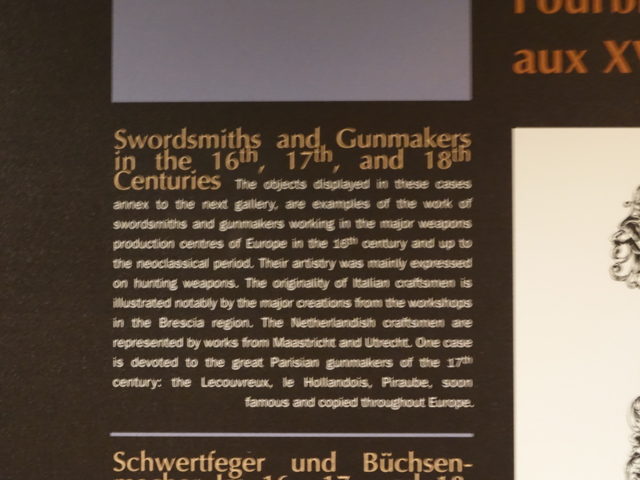 aux
Swordsmiths and Gunmakers
in the 16th, 17th, and 18th
Centuries The objects displayed in these cases
annex to the next gallery, are examples of the work of
swordsmiths and gunmakers working in the major weapons
production centres of Europe in the 16th century and up to
the neoclassical period. Their artistry was mainly expressed
on hunting weapons. The originality of Italian craftsmen is
illustrated notably by the major creations from the workshops
in the Brescia region. The Netherlandish craftsmen are
represented by works from Maastricht and Utrecht. One case
is devoted to the great Parisian gunmakers of the 17th
century: the Lecouvreux, le Hollandois, Piraube, soon
famous and copied throughout Europe.
Schwertfeger und Büchsen-